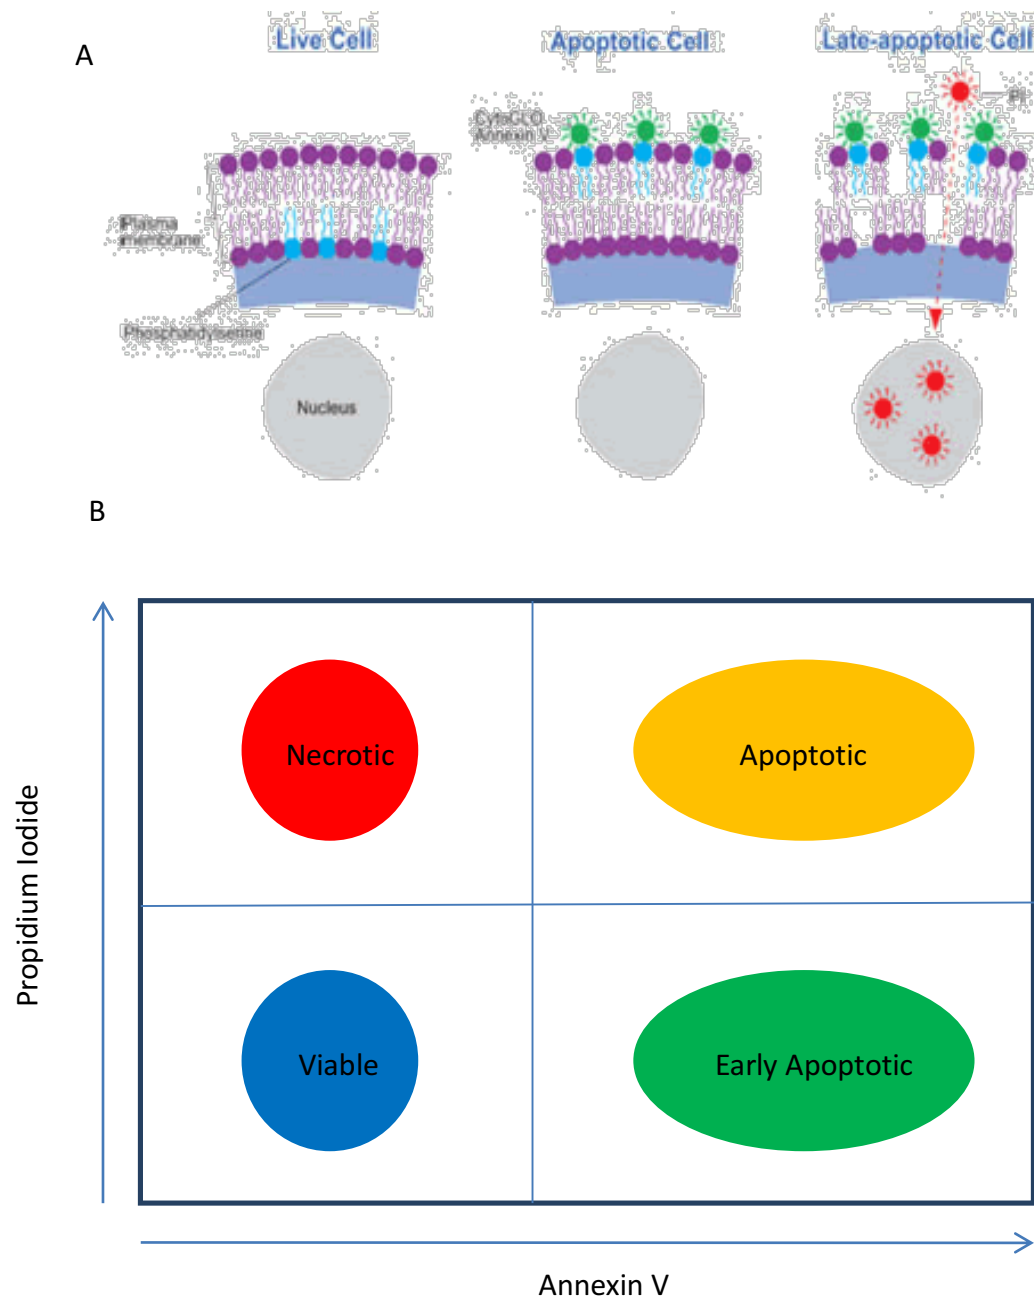 A
Live Cell
Apoptotic Cell
Late-apoptotic Cell
PI
CytoGLO
Annexin V
Plasma
membrane
Phosphatidylserine
Nucleus
B
Propidium Iodide
Necrotic
Apoptotic
Viable
Early Apoptotic
Annexin V